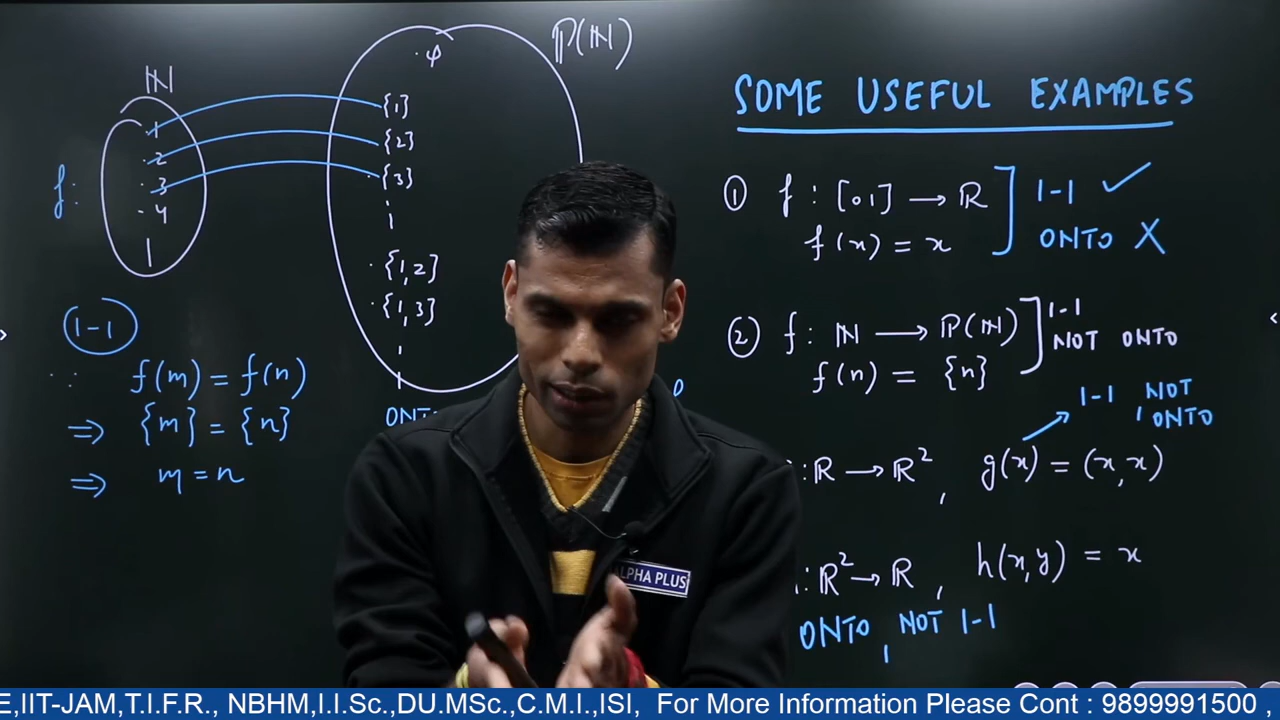 ℕ
f:
1
2
3
4
(1-1)
∵ f(m) = f(n)
⇒ {m} = {n}
⇒ m = n
ℙ(ℕ)
φ
{1}
{2}
{3}
{1,2}
{1,3}
SOME USEFUL EXAMPLES
① f : [0,1] → ℝ
f(x) = x
1-1 ✓
ONTO X
② f : ℕ → ℙ(ℕ)
f(n) = {n}
1-1
NOT ONTO
1-1, NOT
ONTO
: ℝ → ℝ², g(x) = (x,x)
: ℝ² → ℝ, h(x,y) = x
ONTO, NOT 1-1
ALPHA PLUS
E,IIT-JAM,T.I.F.R., NBHM,I.I.Sc.,DU.MSc.,C.M.I.,ISI, For More Information Please Cont : 9899991500 ,